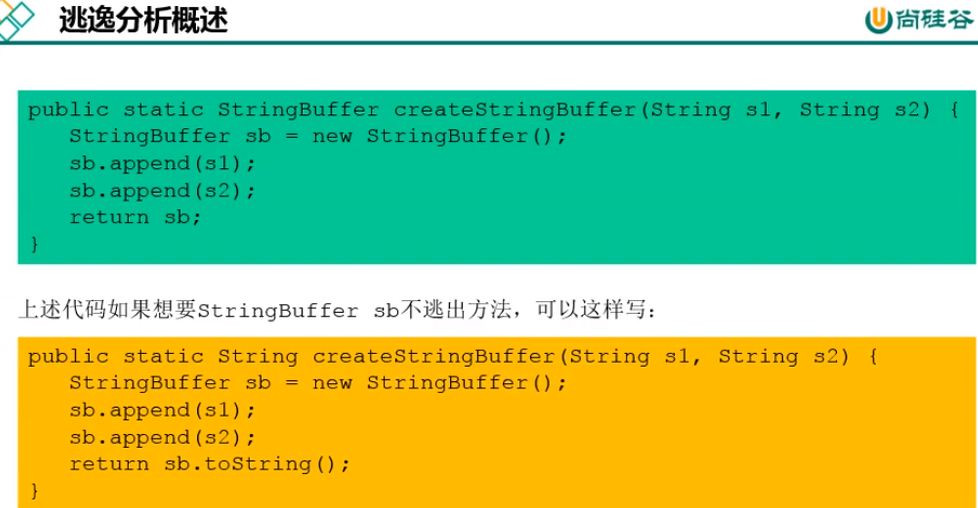 逃逸分析概述
尚硅谷
public static StringBuffer createStringBuffer(String s1, String s2) {
StringBuffer sb = new StringBuffer();
sb.append(s1);
sb.append(s2);
return sb;
}
上述代码如果想要StringBuffer sb不逃出方法，可以这样写：
public static String createStringBuffer(String s1, String s2) {
StringBuffer sb = new StringBuffer();
sb.append(s1);
sb.append(s2);
return sb.toString();
}